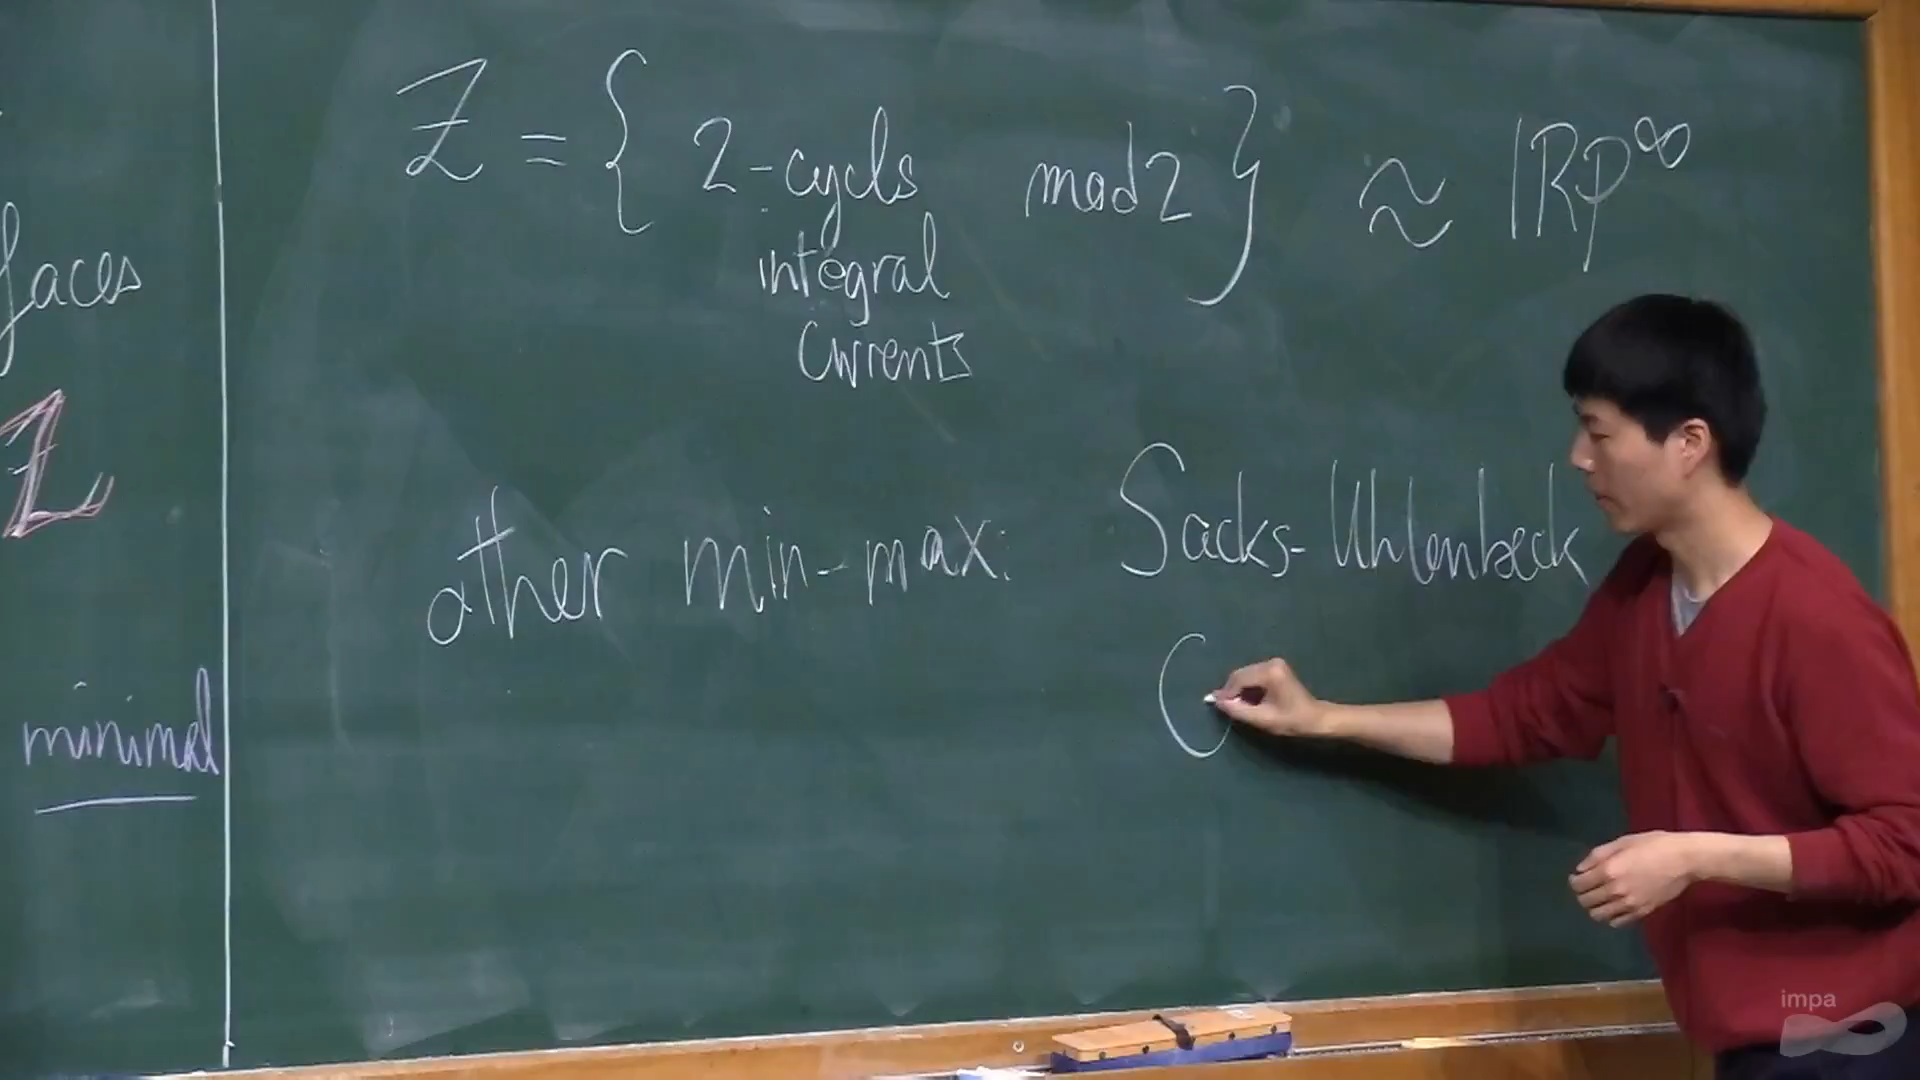 faces
Z
minimal
Z = { 2-cycls mod 2 } ≈ RP^∞
integral
currents
other min-max: Sacks-Uhlenbeck
C
impa